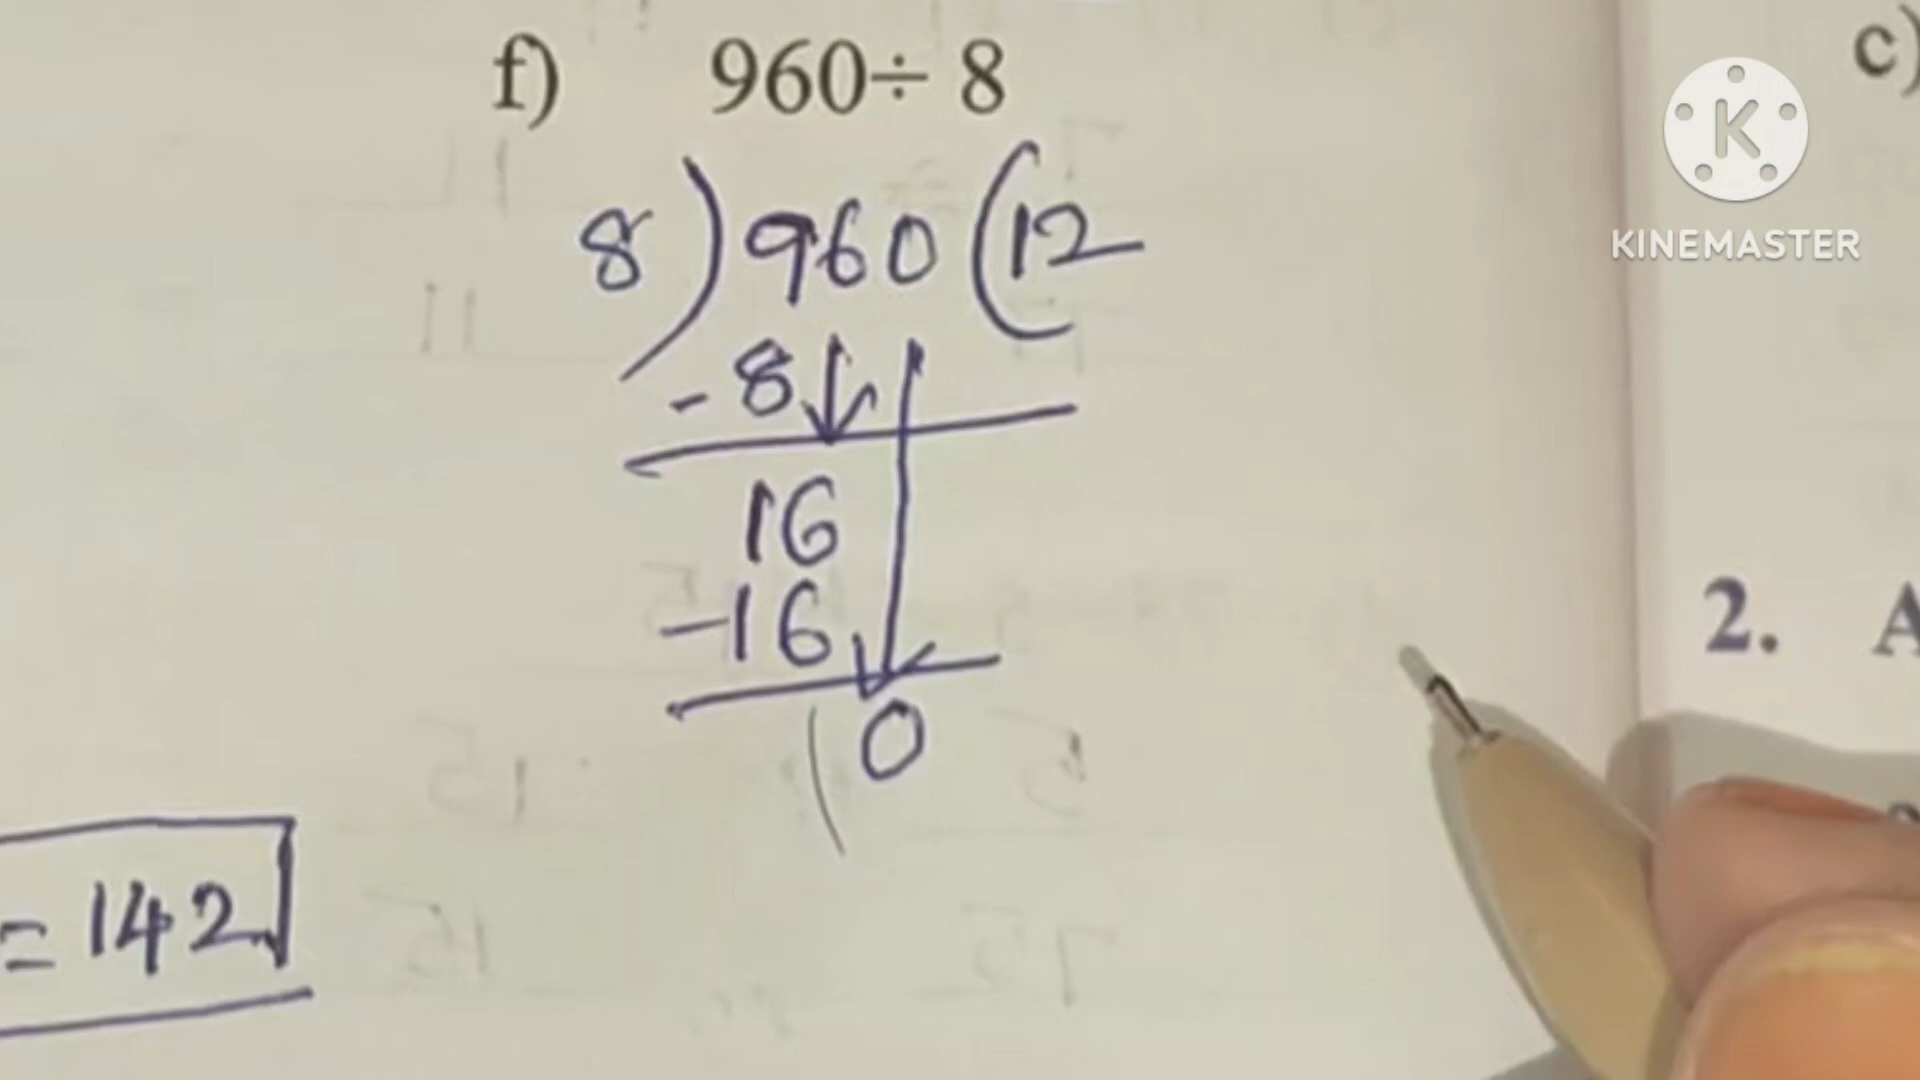 f) 960÷ 8
c)
K
KINEMASTER
8)960(12
-8
16
-16
0
2. A
= 142